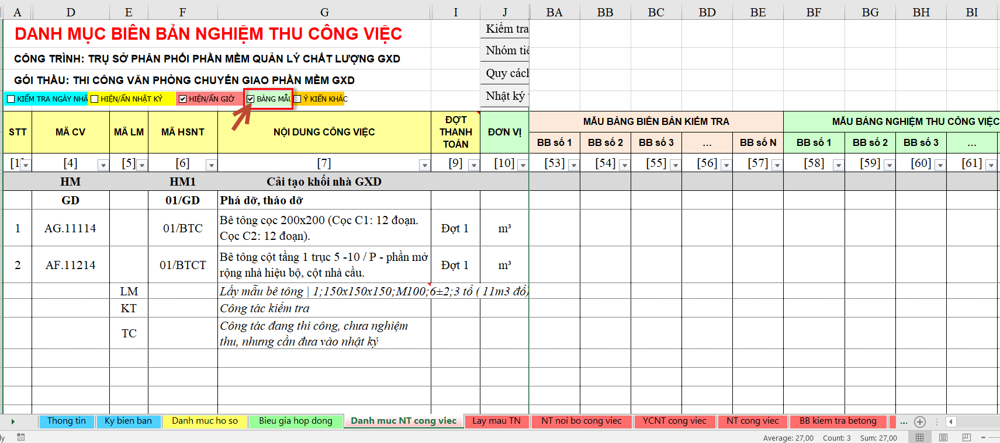 A D E F G I J BA BB BC BD BE BF BG BH BI
DANH MỤC BIÊN BẢN NGHIỆM THU CÔNG VIỆC
Kiểm tra
CÔNG TRÌNH: TRỤ SỞ PHÂN PHỐI PHẦN MỀM QUẢN LÝ CHẤT LƯỢNG GXD
Nhóm tiê
GÓI THẦU: THI CÔNG VĂN PHÒNG CHUYỂN GIAO PHẦN MỀM GXD
Quy cách
KIỂM TRA NGÀY NHẬ HIỆN/ẨN NHẬT KÝ HIỆN/ẨN GIỜ BẢNG MẪU Ý KIẾN KHÁC
Nhật ký
STT MÃ CV MÃ LM MÃ HSNT NỘI DUNG CÔNG VIỆC ĐỢT THANH TOÁN ĐƠN VỊ
MẪU BẢNG BIÊN BẢN KIỂM TRA MẪU BẢNG NGHIỆM THU CÔNG VIỆC
BB số 1 BB số 2 BB số 3 ... BB số N BB số 1 BB số 2 BB số 3 ...
[1] [4] [5] [6] [7] [9] [10] [53] [54] [55] [56] [57] [58] [59] [60] [61]
HM HM1 Cải tạo khối nhà GXD
GD 01/GD Phá dỡ, tháo dỡ
1 AG.11114 01/BTC Bê tông cọc 200x200 (Cọc C1: 12 đoạn. Đợt 1 m³
Cọc C2: 12 đoạn).
2 AF.11214 01/BTCT Bê tông cột tầng 1 trục 5 -10 / P - phần mở Đợt 1 m³
rộng nhà hiệu bộ, cột nhà cầu.
LM Lấy mẫu bê tông | 1;150x150x150;M100;6±2;3 tổ ( 11m3 đổ)
KT Công tác kiểm tra
TC Công tác đang thi công, chưa nghiệm
thu, nhưng cần đưa vào nhật ký
Thong tin Ky bien ban Danh muc ho so Bieu gia hop dong Danh muc NT cong viec Lay mau TN NT noi bo cong viec YCNT cong viec NT cong viec BB kiem tra betong ...
Average: 27,00 Count: 3 Sum: 27,00